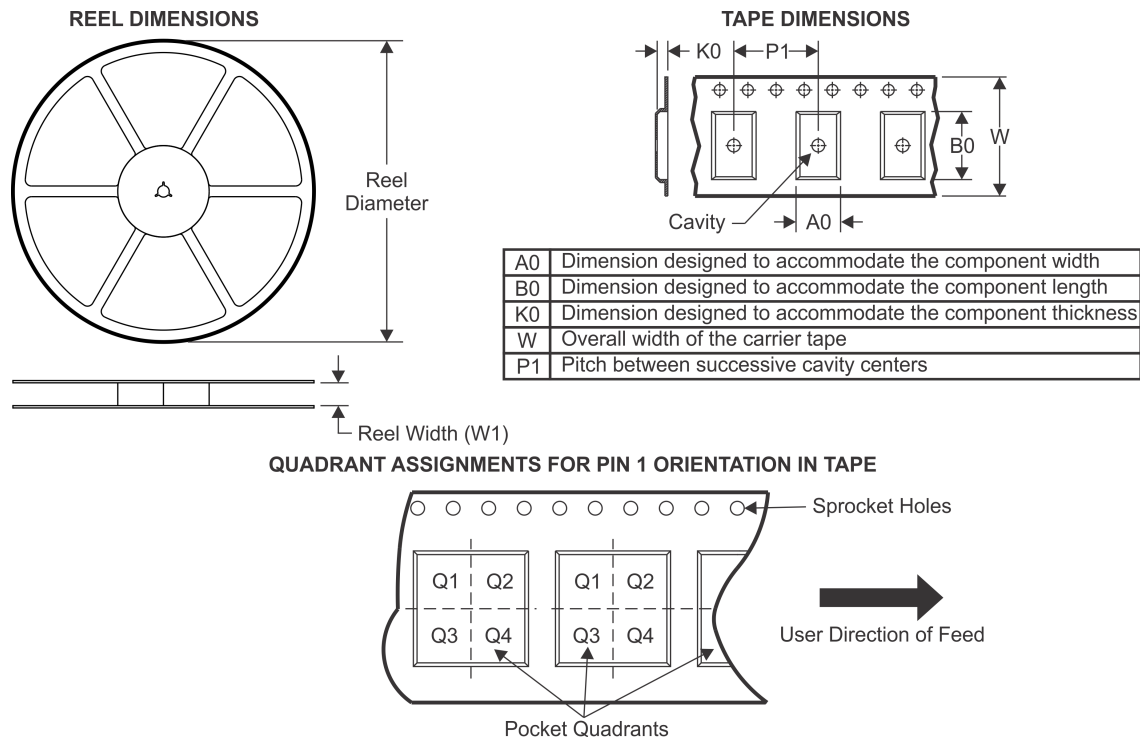 REEL DIMENSIONS
Reel
Diameter
Reel Width (W1)
TAPE DIMENSIONS
K0
P1
B0
W
Cavity
A0
A0 Dimension designed to accommodate the component width
B0 Dimension designed to accommodate the component length
K0 Dimension designed to accommodate the component thickness
W Overall width of the carrier tape
P1 Pitch between successive cavity centers
QUADRANT ASSIGNMENTS FOR PIN 1 ORIENTATION IN TAPE
Sprocket Holes
Q1 Q2 Q1 Q2
Q3 Q4 Q3 Q4
User Direction of Feed
Pocket Quadrants